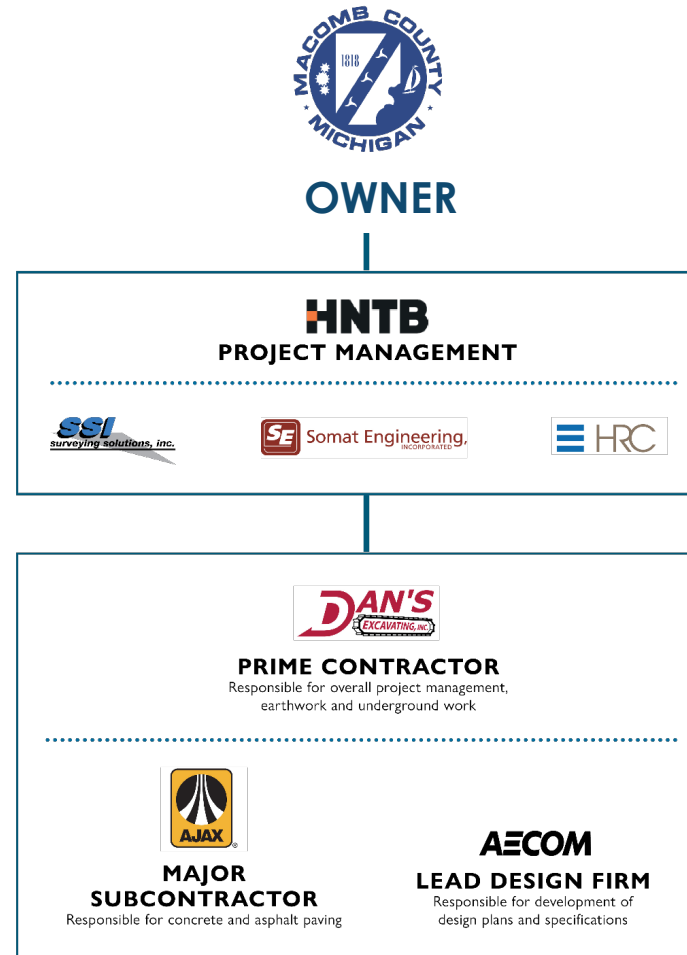 MACOMB COUNTY
1818
MICHIGAN
OWNER
HNTB
PROJECT MANAGEMENT
SSI
surveying solutions, inc.
SE Somat Engineering,
INCORPORATED
HRC
DAN'S
EXCAVATING, INC.
PRIME CONTRACTOR
Responsible for overall project management,
earthwork and underground work
AJAX
®
MAJOR
SUBCONTRACTOR
Responsible for concrete and asphalt paving
AECOM
LEAD DESIGN FIRM
Responsible for development of
design plans and specifications